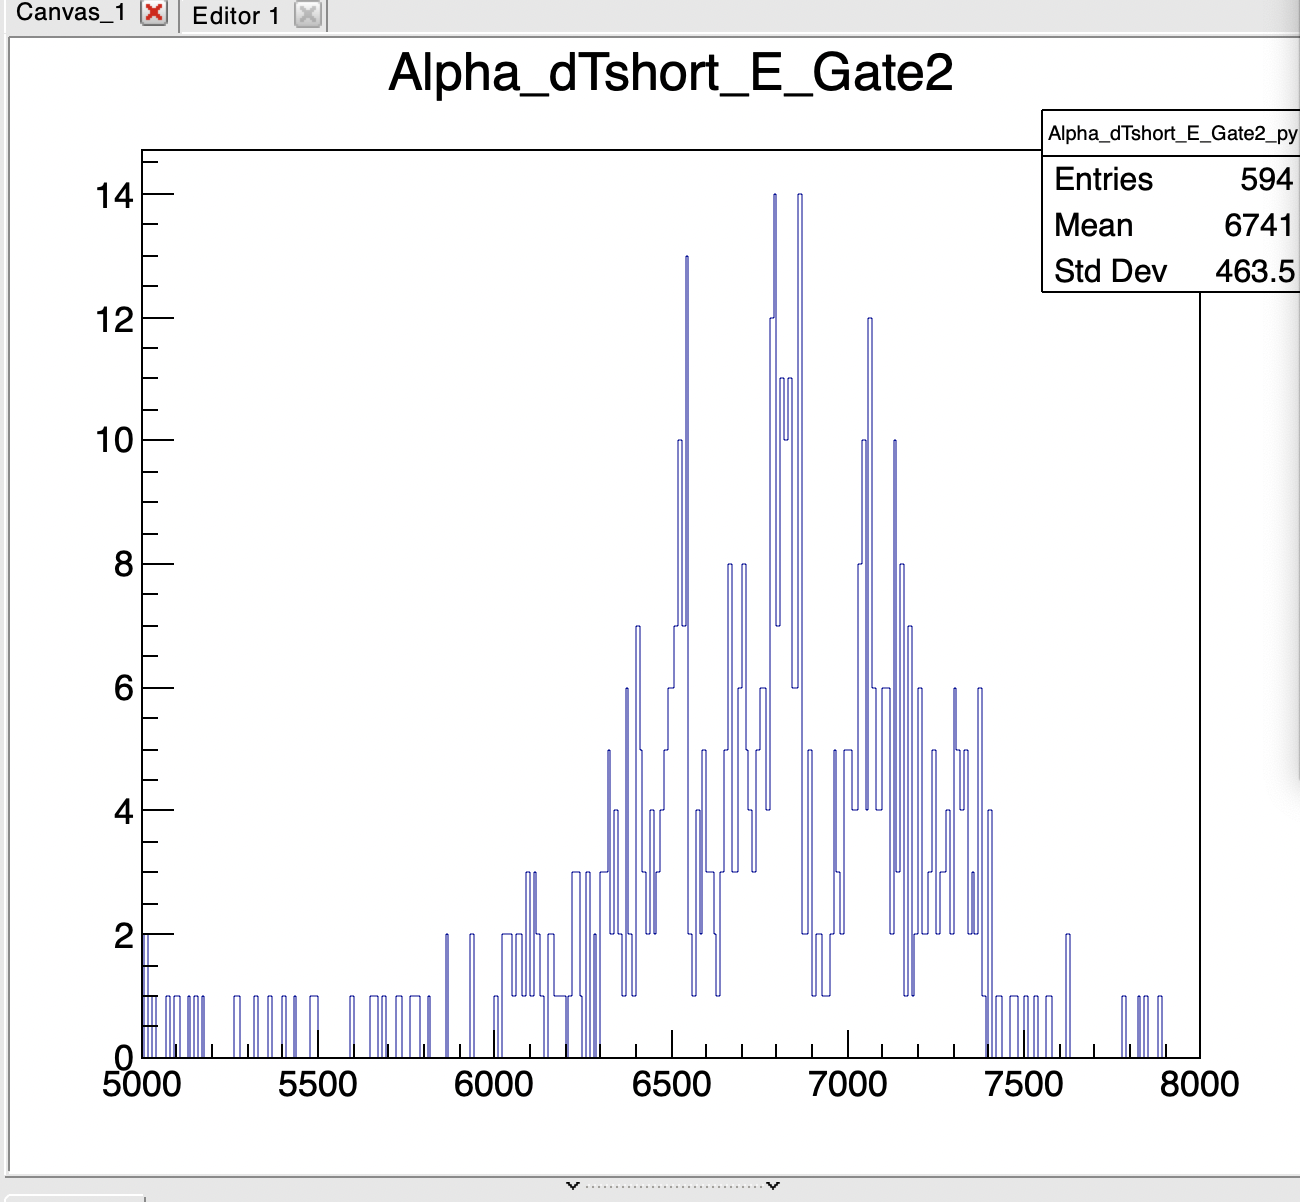 Canvas_1 Editor 1
Alpha_dTshort_E_Gate2
Alpha_dTshort_E_Gate2_py
Entries 594
Mean 6741
Std Dev 463.5
14
12
10
8
6
4
2
0
5000 5500 6000 6500 7000 7500 8000